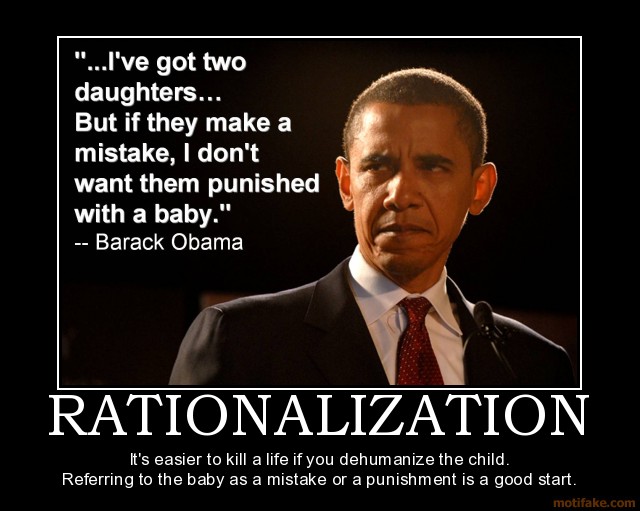 "...I've got two
daughters...
But if they make a
mistake, I don't
want them punished
with a baby."
-- Barack Obama
RATIONALIZATION
It's easier to kill a life if you dehumanize the child.
Referring to the baby as a mistake or a punishment is a good start.
motifake.com